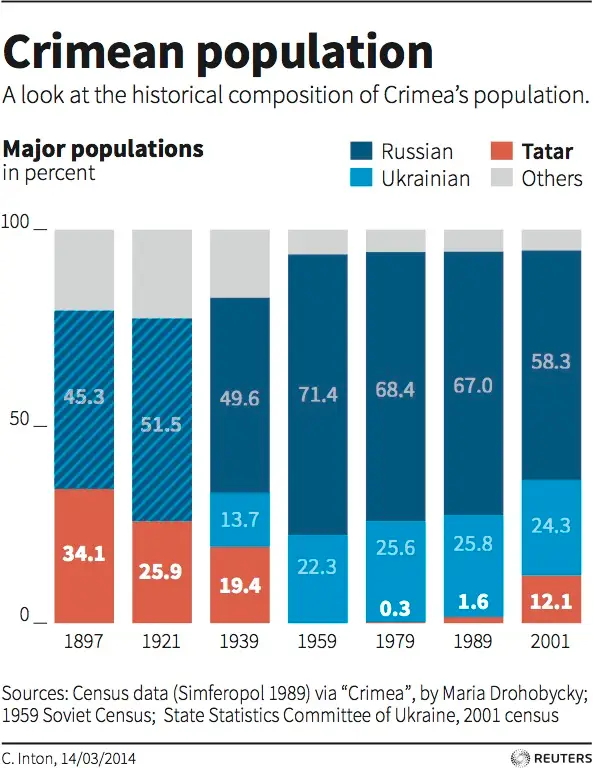 Crimean population
A look at the historical composition of Crimea's population.
Major populations
in percent
Russian
Tatar
Ukrainian
Others
100
50
0
45.3
34.1
51.5
25.9
49.6
13.7
19.4
71.4
22.3
68.4
25.6
0.3
67.0
25.8
1.6
58.3
24.3
12.1
1897 1921 1939 1959 1979 1989 2001
Sources: Census data (Simferopol 1989) via “Crimea”, by Maria Drohobycky;
1959 Soviet Census; State Statistics Committee of Ukraine, 2001 census
C. Inton, 14/03/2014
REUTERS